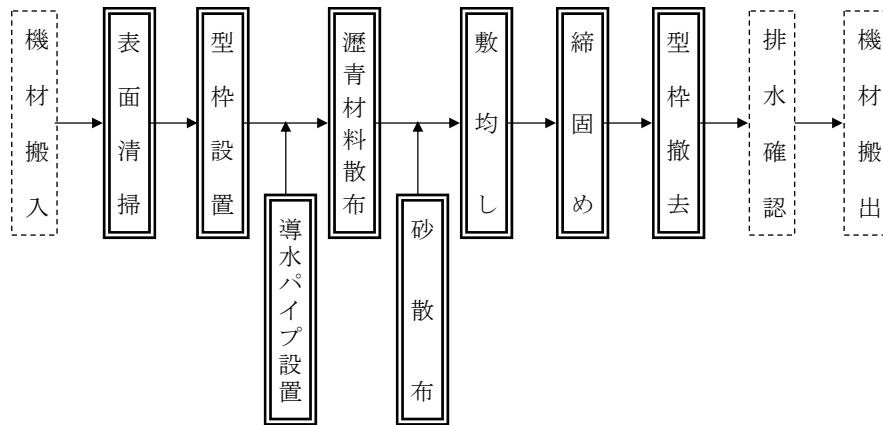 機材搬入
表面清掃
型枠設置
導水パイプ設置
瀝青材料散布
砂散布
敷均し
締固め
型枠撤去
排水確認
機材搬出